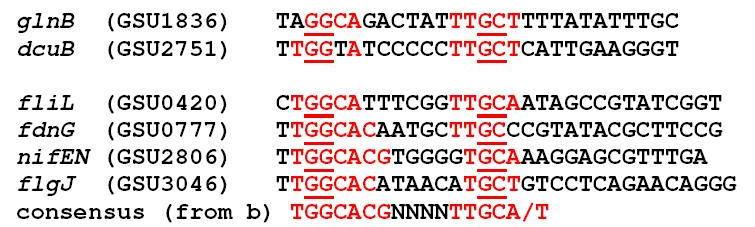 glnB (GSU1836) TAGGCAGACTATTTGCTTTTATATTTGC
dcuB (GSU2751) TTGGTATCCCCCTTGCTCATTGAAGGGT
fliL (GSU0420) CTGGCATTTCGGTTGCAATAGCCGTATCGGT
fdnG (GSU0777) TTGGCACAATGCTTGCCCGTATACGCTTCCG
nifEN (GSU2806) TTGGCACGTGGGGTGCAAAGGAGCGTTTGA
flgJ (GSU3046) TTGGCACATAACATGCTGTCCTCAGAACAGGG
consensus (from b) TGGCACGNNNNTTGCA/T